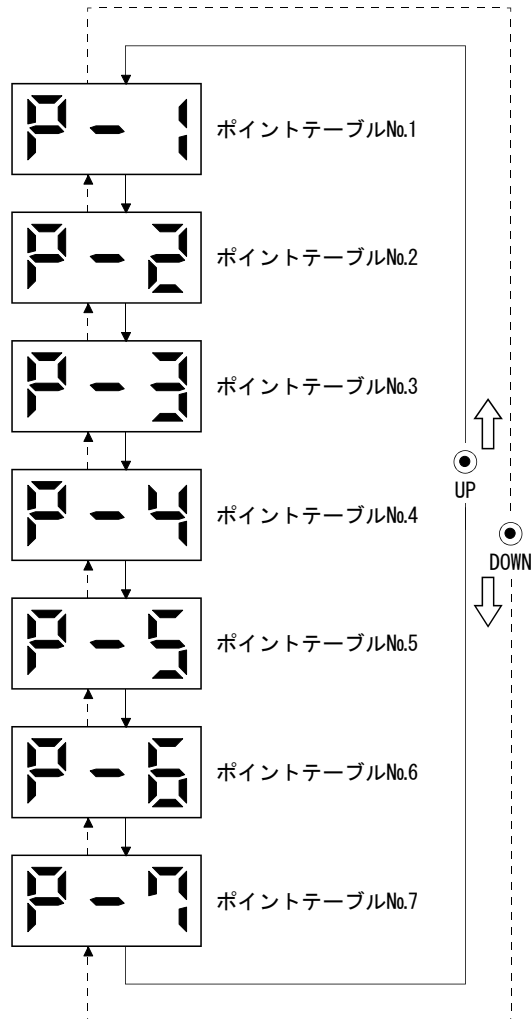 P-1 ポイントテーブル№1
P-2 ポイントテーブル№2
P-3 ポイントテーブル№3
P-4 ポイントテーブル№4
UP
DOWN
P-5 ポイントテーブル№5
P-6 ポイントテーブル№6
P-7 ポイントテーブル№7